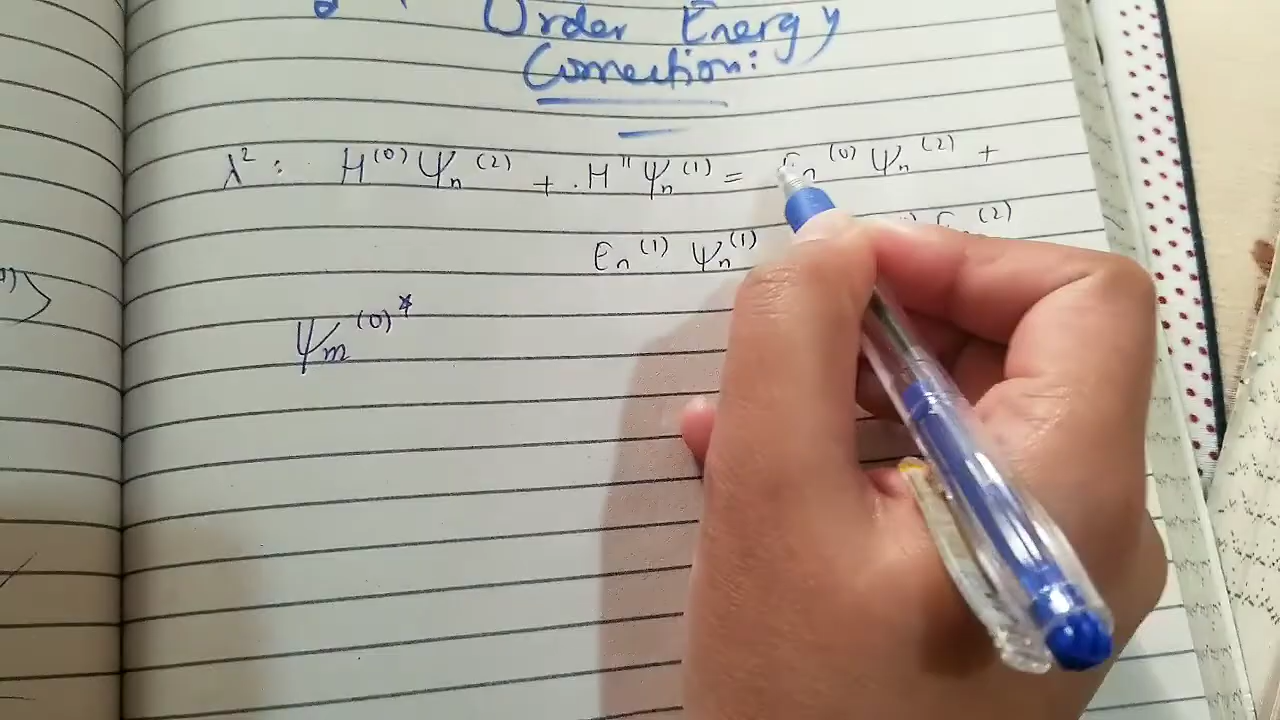 Order Energy
Correction:
λ² : H⁽⁰⁾ Ψₙ⁽²⁾ + H'' Ψₙ⁽¹⁾ = Eₙ⁽⁰⁾ Ψₙ⁽²⁾ +
Eₙ⁽¹⁾ Ψₙ⁽¹⁾ (2)
Ψₘ⁽⁰⁾*